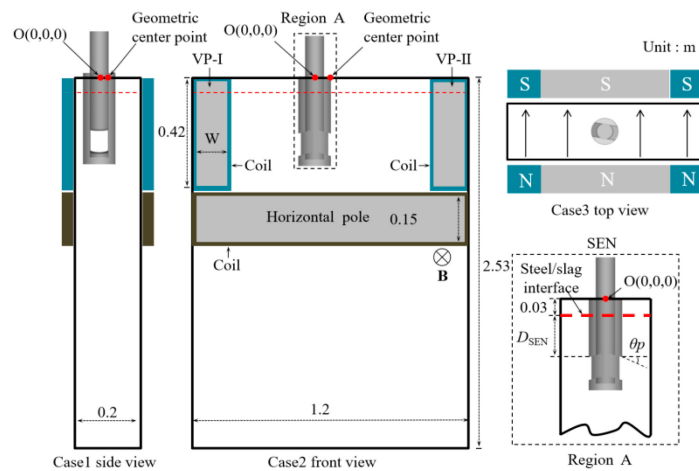 Geometric
center point
O(0,0,0)
Region A
Geometric
center point
O(0,0,0)
VP-I
VP-II
Unit : m
S
S
S
N
N
N
Case3 top view
0.42
W
Coil
Coil
Horizontal pole
0.15
Coil
B
2.53
SEN
Steel/slag
interface
O(0,0,0)
0.03
DSEN
θp
0.2
1.2
Case1 side view
Case2 front view
Region A